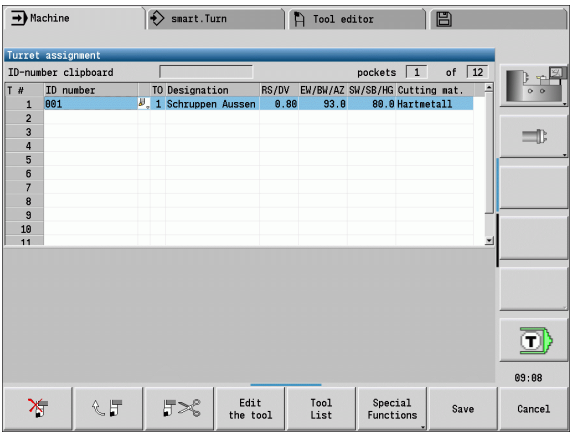 Machine smart.Turn Tool editor
Turret assignment
ID-number clipboard pockets 1 of 12
T # ID number TO Designation RS/DV EW/BW/AZ SW/SB/HG Cutting mat.
1 001 1 Schruppen Aussen 0.80 93.0 80.0 Hartmetall
2
3
4
5
6
7
8
9
10
11
T
09:08
Edit the tool Tool List Special Functions Save Cancel